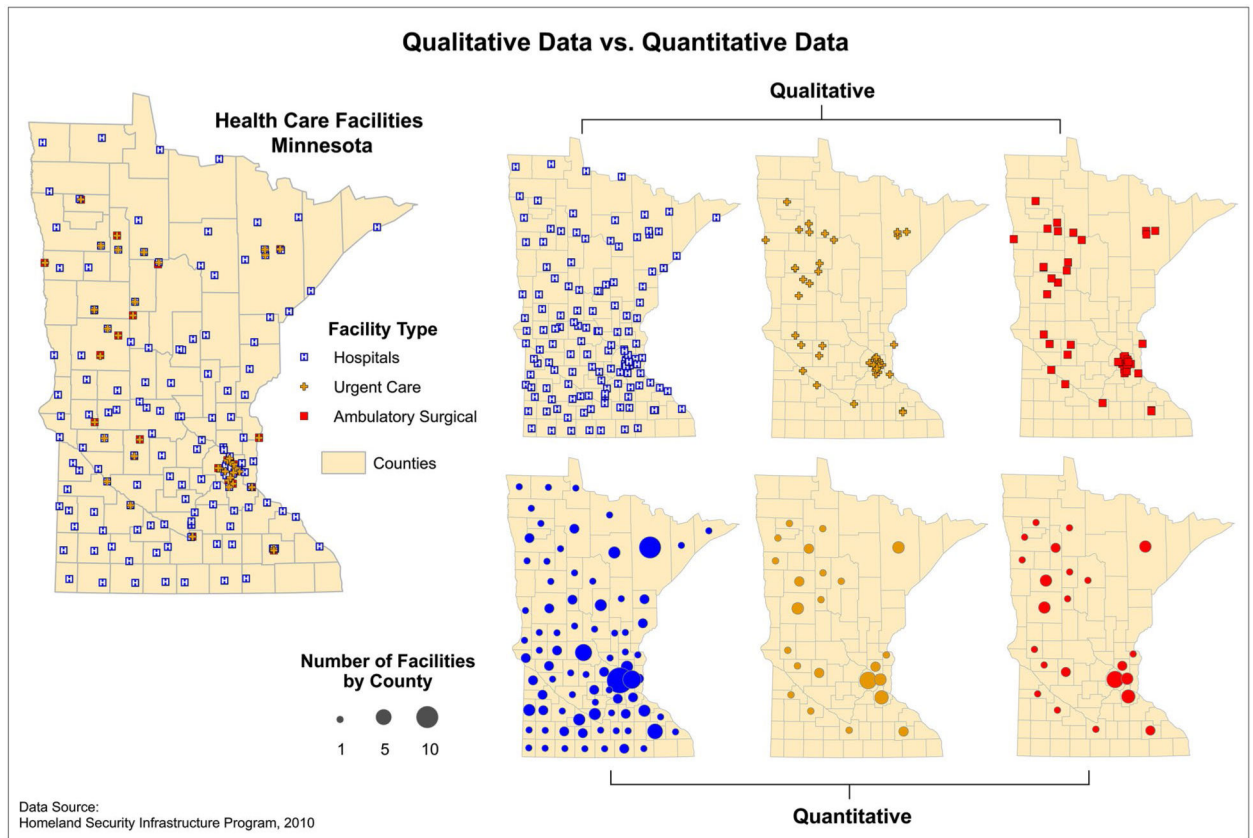 Qualitative Data vs. Quantitative Data
Health Care Facilities
Minnesota
Qualitative
Facility Type
Hospitals
Urgent Care
Ambulatory Surgical
Counties
Number of Facilities
by County
1 5 10
Quantitative
Data Source:
Homeland Security Infrastructure Program, 2010